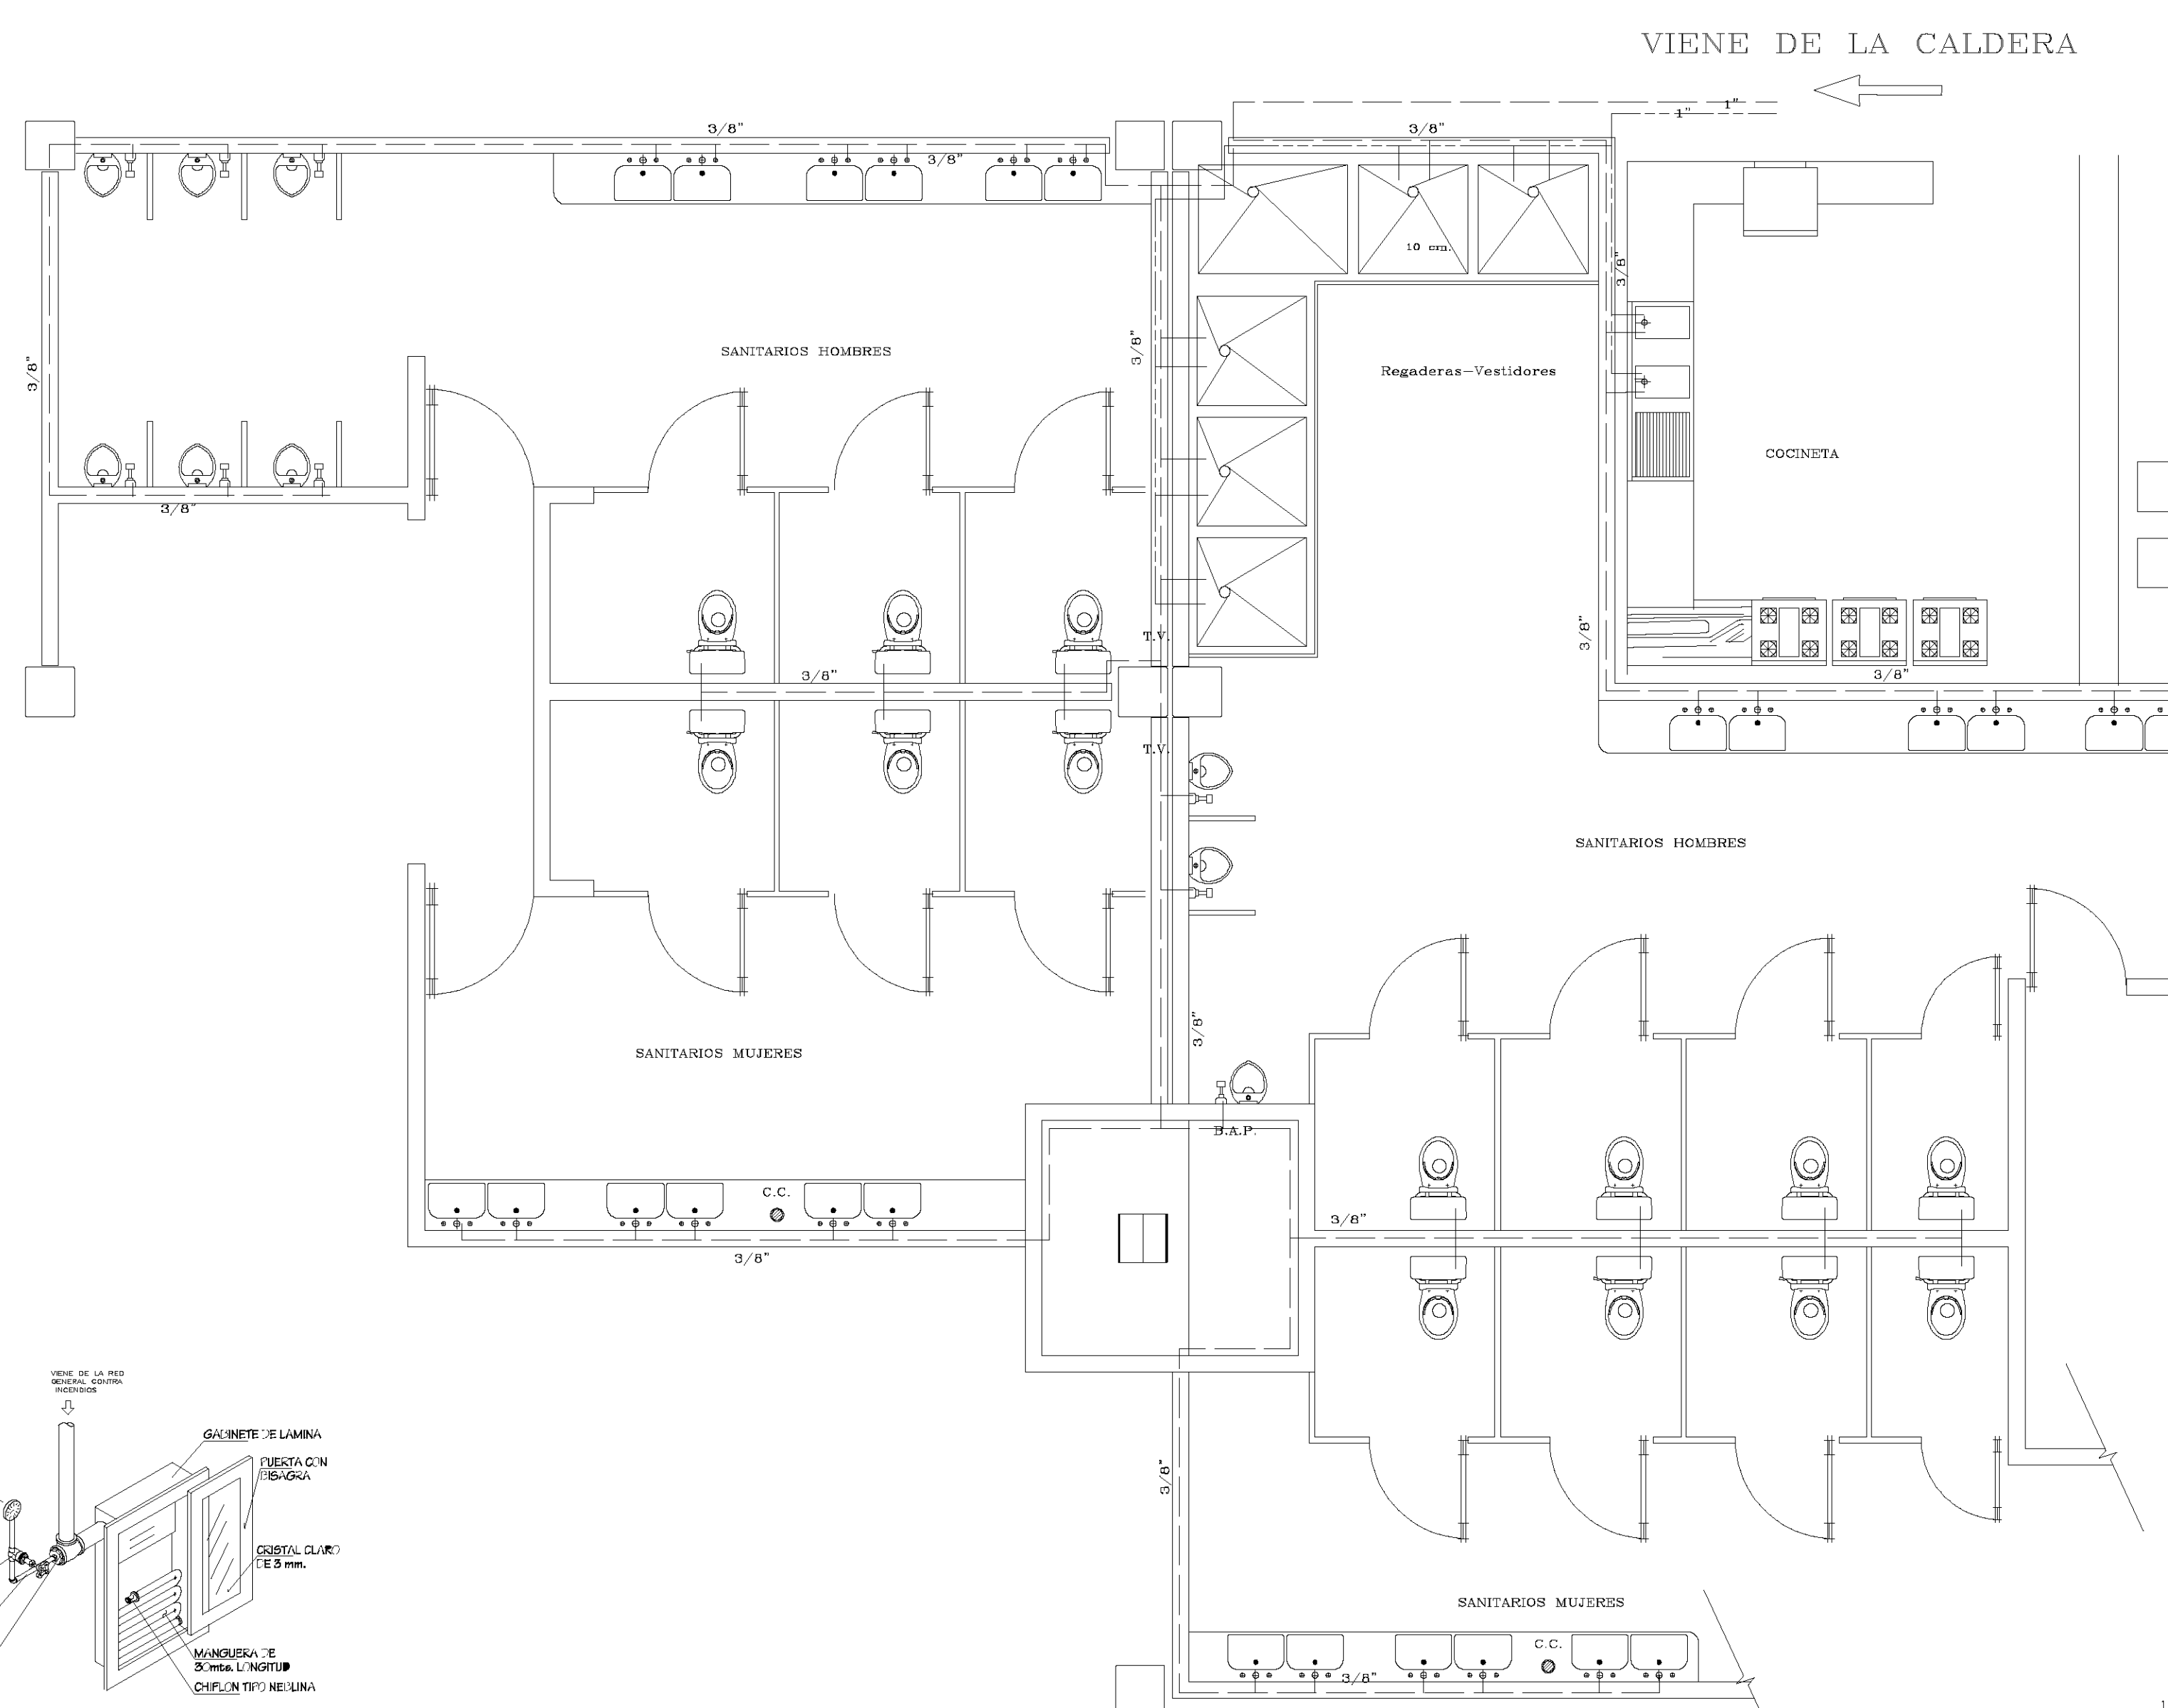 VIENE DE LA CALDERA
1"
1"
3/8"
3/8"
3/8"
10 cm.
3/8"
3/8"
SANITARIOS HOMBRES
3/8"
Regaderas-Vestidores
COCINETA
3/8"
T.V.
3/8"
3/8"
3/8"
T.V.
SANITARIOS HOMBRES
3/8"
SANITARIOS MUJERES
B.A.P.
C.C.
3/8"
3/8"
VIENE DE LA RED
GENERAL CONTRA
INCENDIOS
GABINETE DE LAMINA
PUERTA CON
BISAGRA
3/8"
CRISTAL CLARO
DE 3 mm.
SANITARIOS MUJERES
C.C.
MANGUERA DE
30mts. LONGITUD
3/8"
CHIFLON TIPO NEBLINA